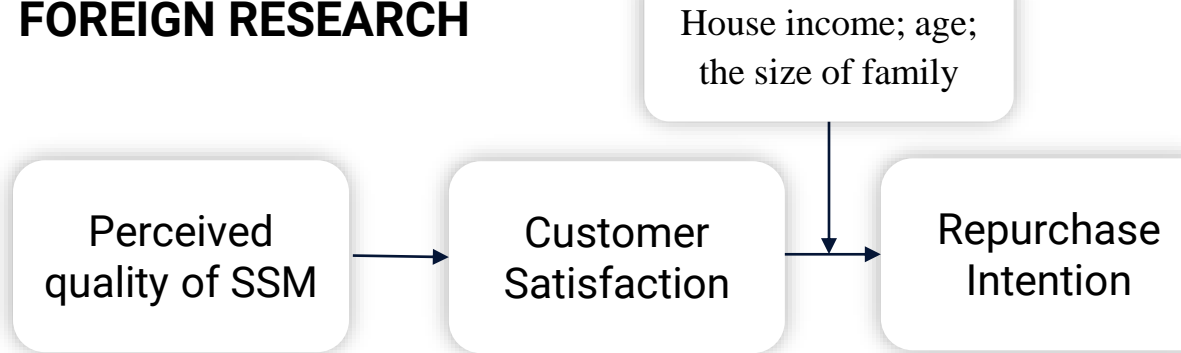 FOREIGN RESEARCH
House income; age;
the size of family
Perceived
quality of SSM
Customer
Satisfaction
Repurchase
Intention